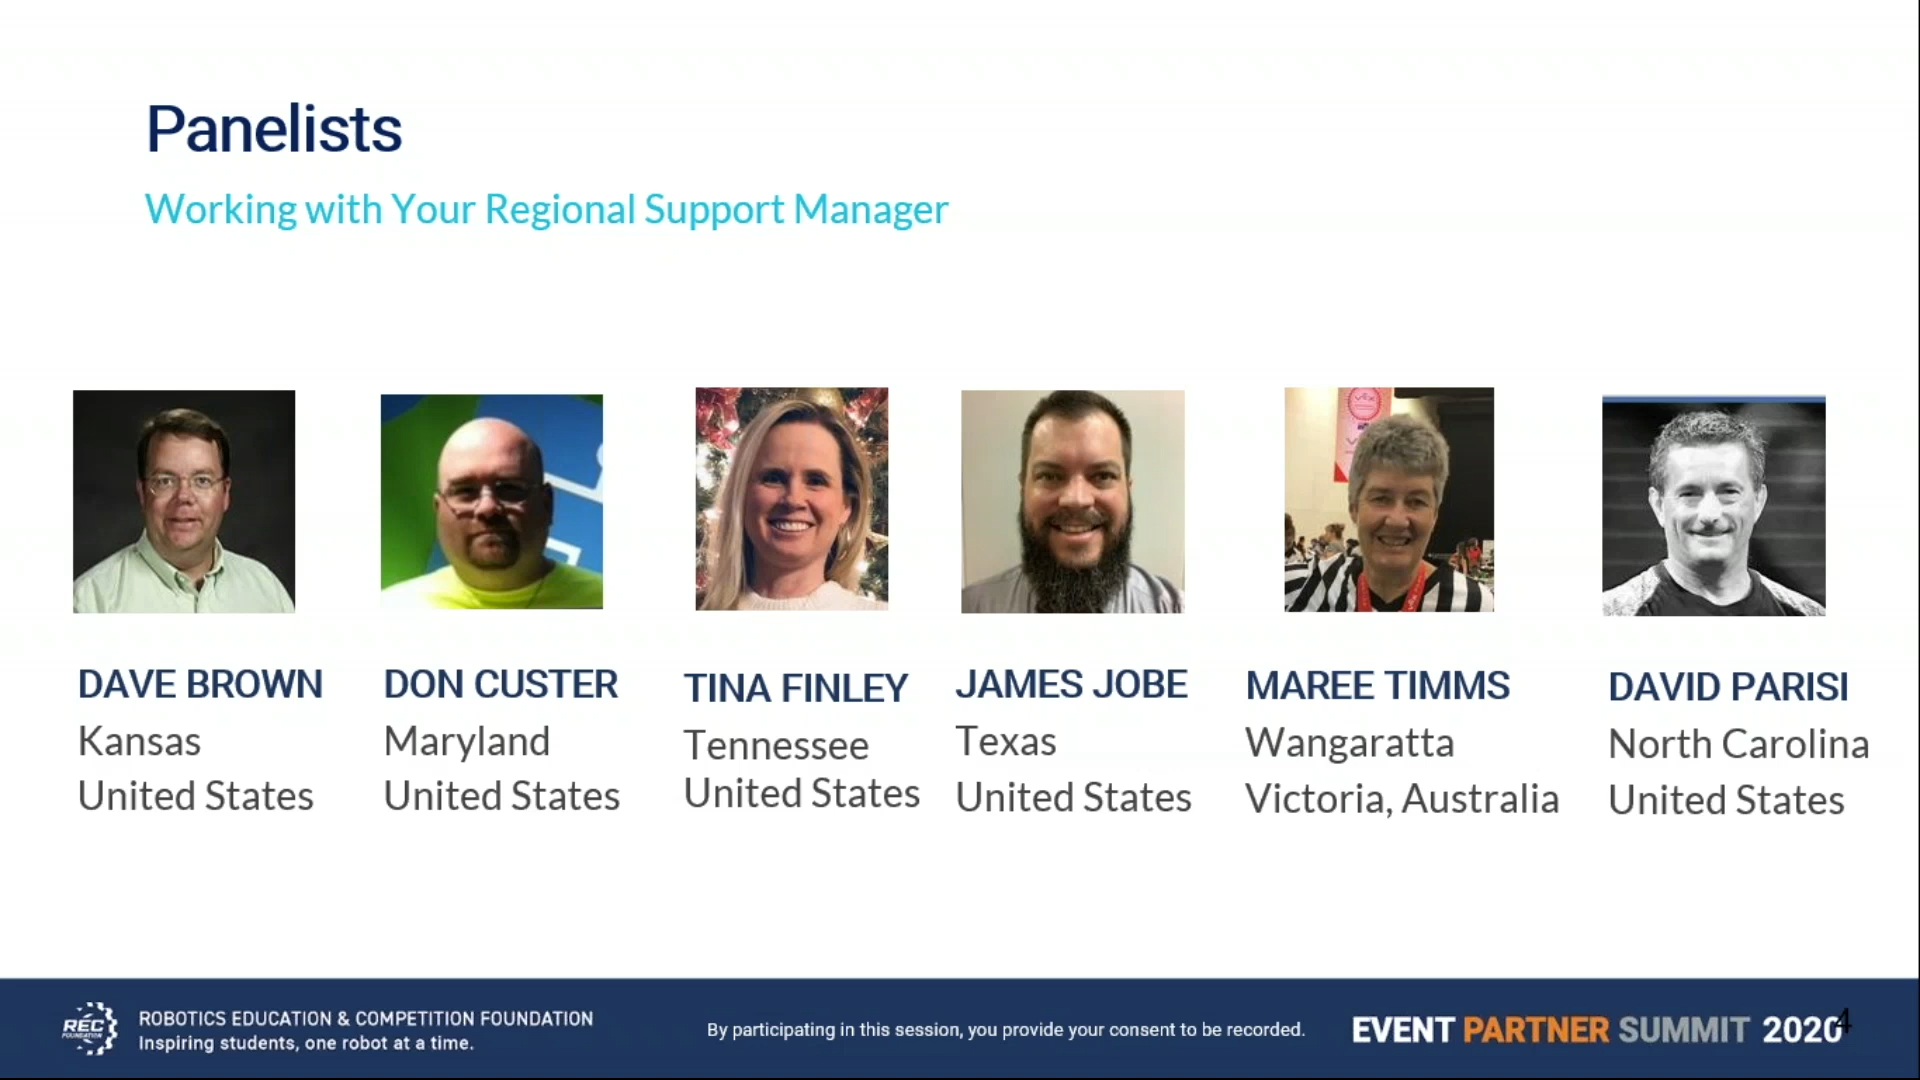 Panelists
Working with Your Regional Support Manager
DAVE BROWN
Kansas
United States
DON CUSTER
Maryland
United States
TINA FINLEY
Tennessee
United States
JAMES JOBE
Texas
United States
MAREE TIMMS
Wangaratta
Victoria, Australia
DAVID PARISI
North Carolina
United States
REC
FOUNDATION
ROBOTICS EDUCATION & COMPETITION FOUNDATION
Inspiring students, one robot at a time.
By participating in this session, you provide your consent to be recorded.
EVENT PARTNER SUMMIT 2020
4